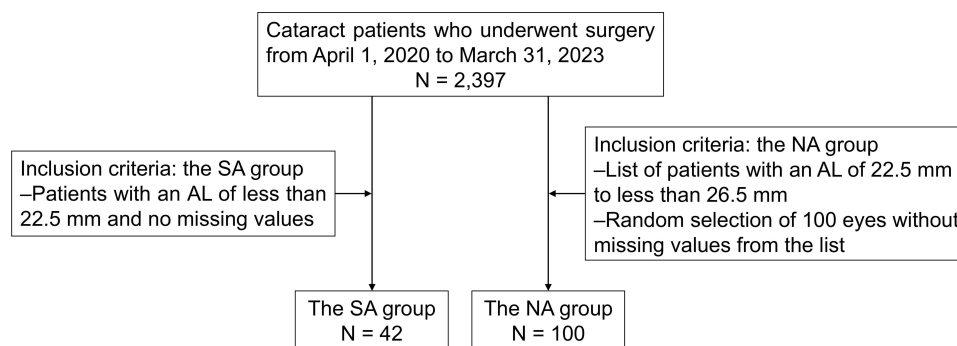 Cataract patients who underwent surgery
from April 1, 2020 to March 31, 2023
N = 2,397
Inclusion criteria: the SA group
–Patients with an AL of less than
22.5 mm and no missing values
Inclusion criteria: the NA group
–List of patients with an AL of 22.5 mm
to less than 26.5 mm
–Random selection of 100 eyes without
missing values from the list
The SA group
N = 42
The NA group
N = 100